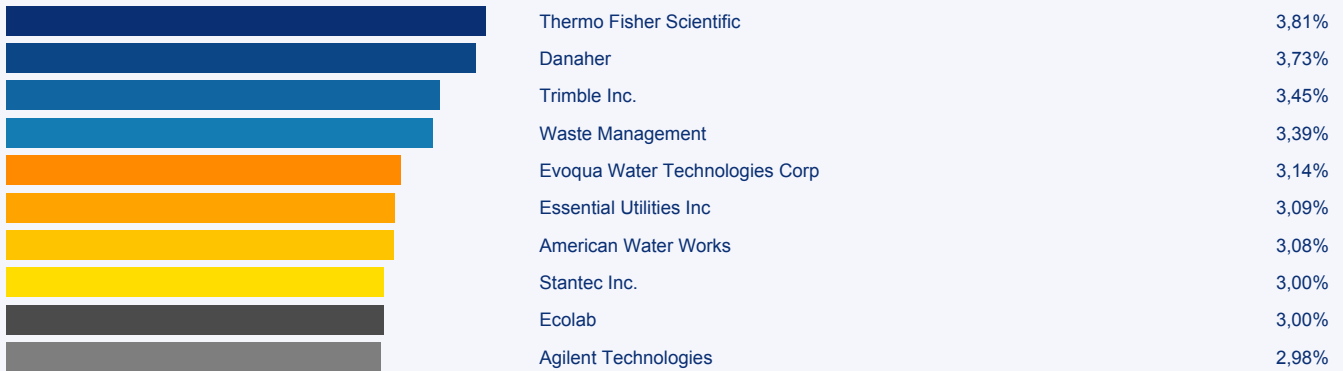 Thermo Fisher Scientific 3,81%
Danaher 3,73%
Trimble Inc. 3,45%
Waste Management 3,39%
Evoqua Water Technologies Corp 3,14%
Essential Utilities Inc 3,09%
American Water Works 3,08%
Stantec Inc. 3,00%
Ecolab 3,00%
Agilent Technologies 2,98%